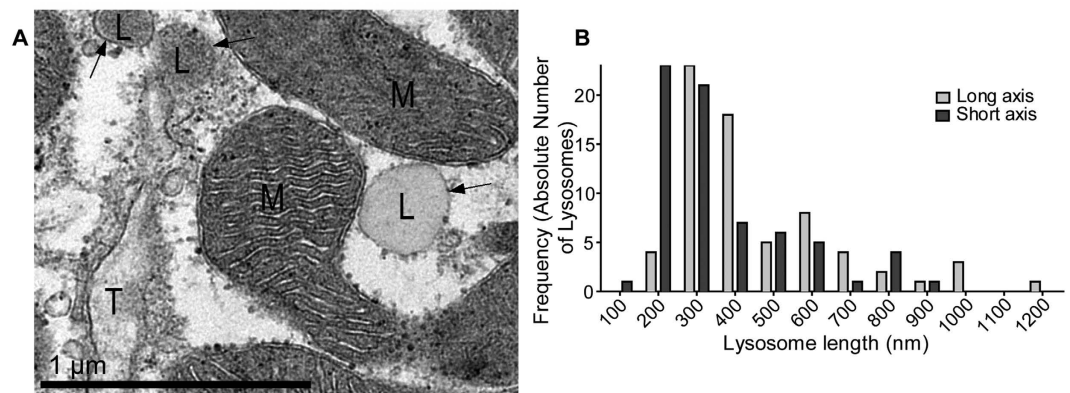 A
L
L
M
M
L
T
1 µm
B
Frequency (Absolute Number
of Lysosomes)
20
15
10
5
0
Long axis
Short axis
100 200 300 400 500 600 700 800 900 1000 1100 1200
Lysosome length (nm)